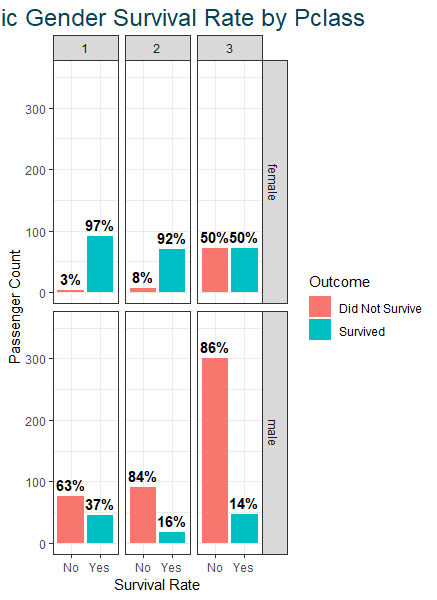 ic Gender Survival Rate by Pclass
1 2 3
300
200
100
0
97%
3%
92%
8%
50% 50%
female
Passenger Count
Outcome
Did Not Survive
Survived
300
200
100
0
63%
37%
84%
16%
86%
14%
male
No Yes No Yes No Yes
Survival Rate